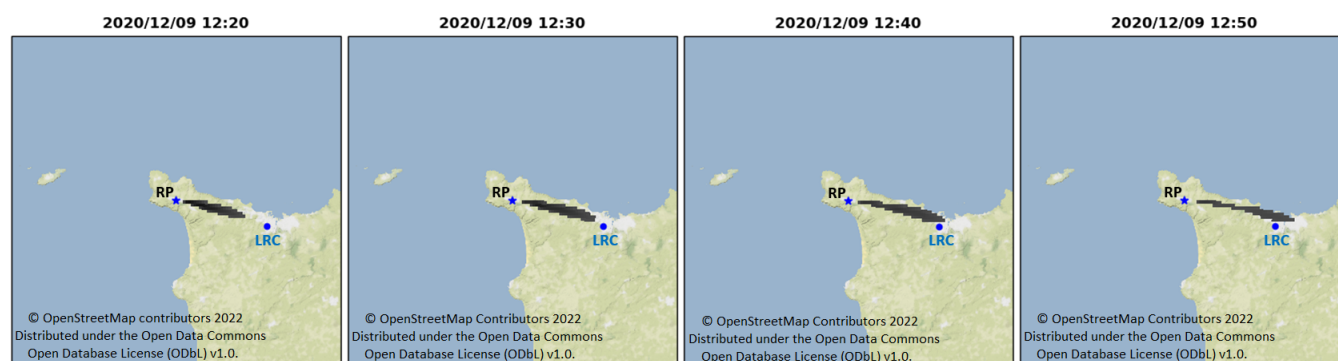 2020/12/09 12:20
RP
LRC
© OpenStreetMap contributors 2022
Distributed under the Open Data Commons
Open Database License (ODbL) v1.0.
2020/12/09 12:30
RP
LRC
© OpenStreetMap Contributors 2022
Distributed under the Open Data Commons
Open Database License (ODbL) v1.0.
2020/12/09 12:40
RP
LRC
© OpenStreetMap Contributors 2022
Distributed under the Open Data Commons
Open Database License (ODbL) v1.0.
2020/12/09 12:50
RP
LRC
© OpenStreetMap Contributors 2022
Distributed under the Open Data Commons
Open Database License (ODbL) v1.0.